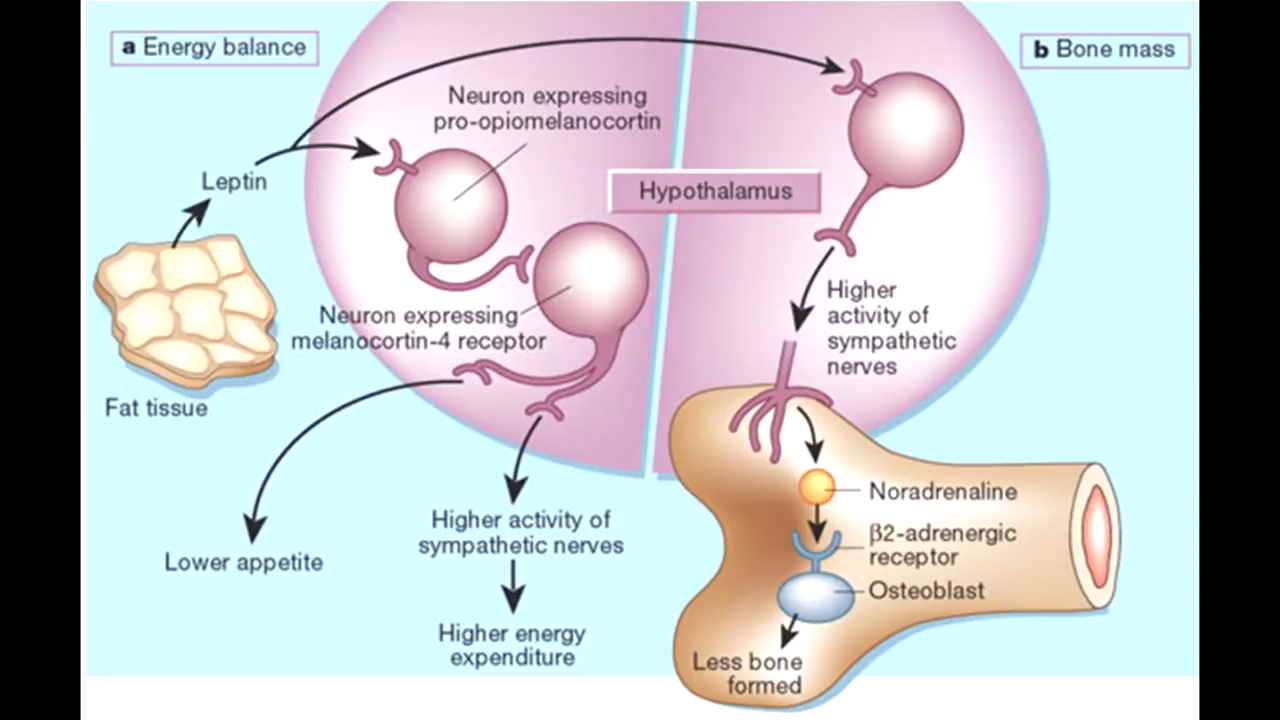 a Energy balance
b Bone mass
Neuron expressing
pro-opiomelanocortin
Leptin
Hypothalamus
Neuron expressing
melanocortin-4 receptor
Higher
activity of
sympathetic
nerves
Fat tissue
Noradrenaline
Higher activity of
sympathetic nerves
β2-adrenergic
receptor
Lower appetite
Osteoblast
Higher energy
expenditure
Less bone
formed